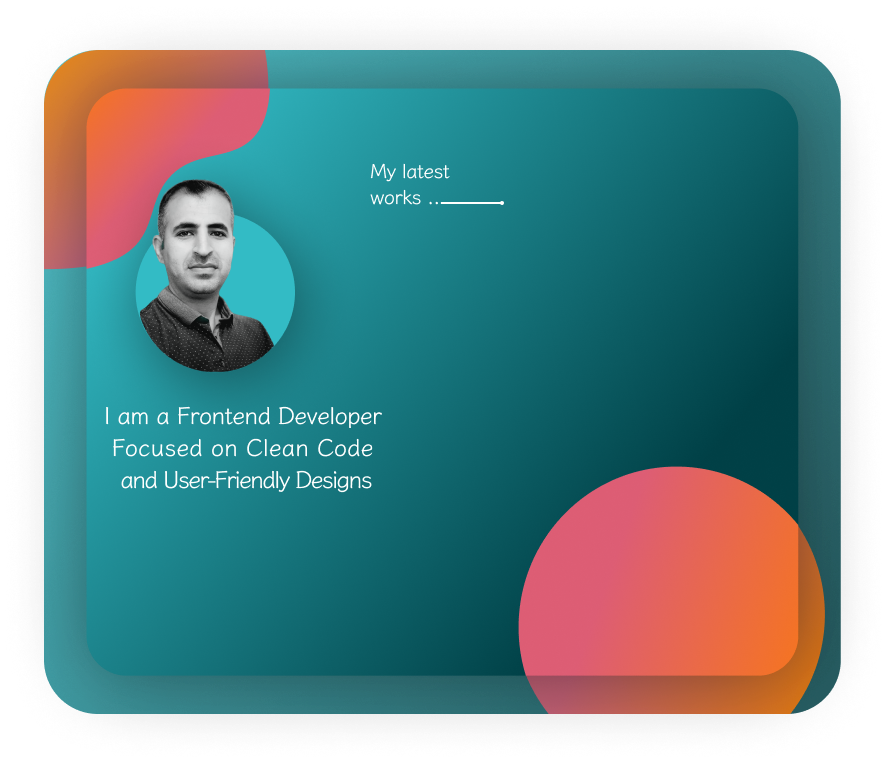 My latest
works ..
I am a Frontend Developer
Focused on Clean Code
and User-Friendly Designs